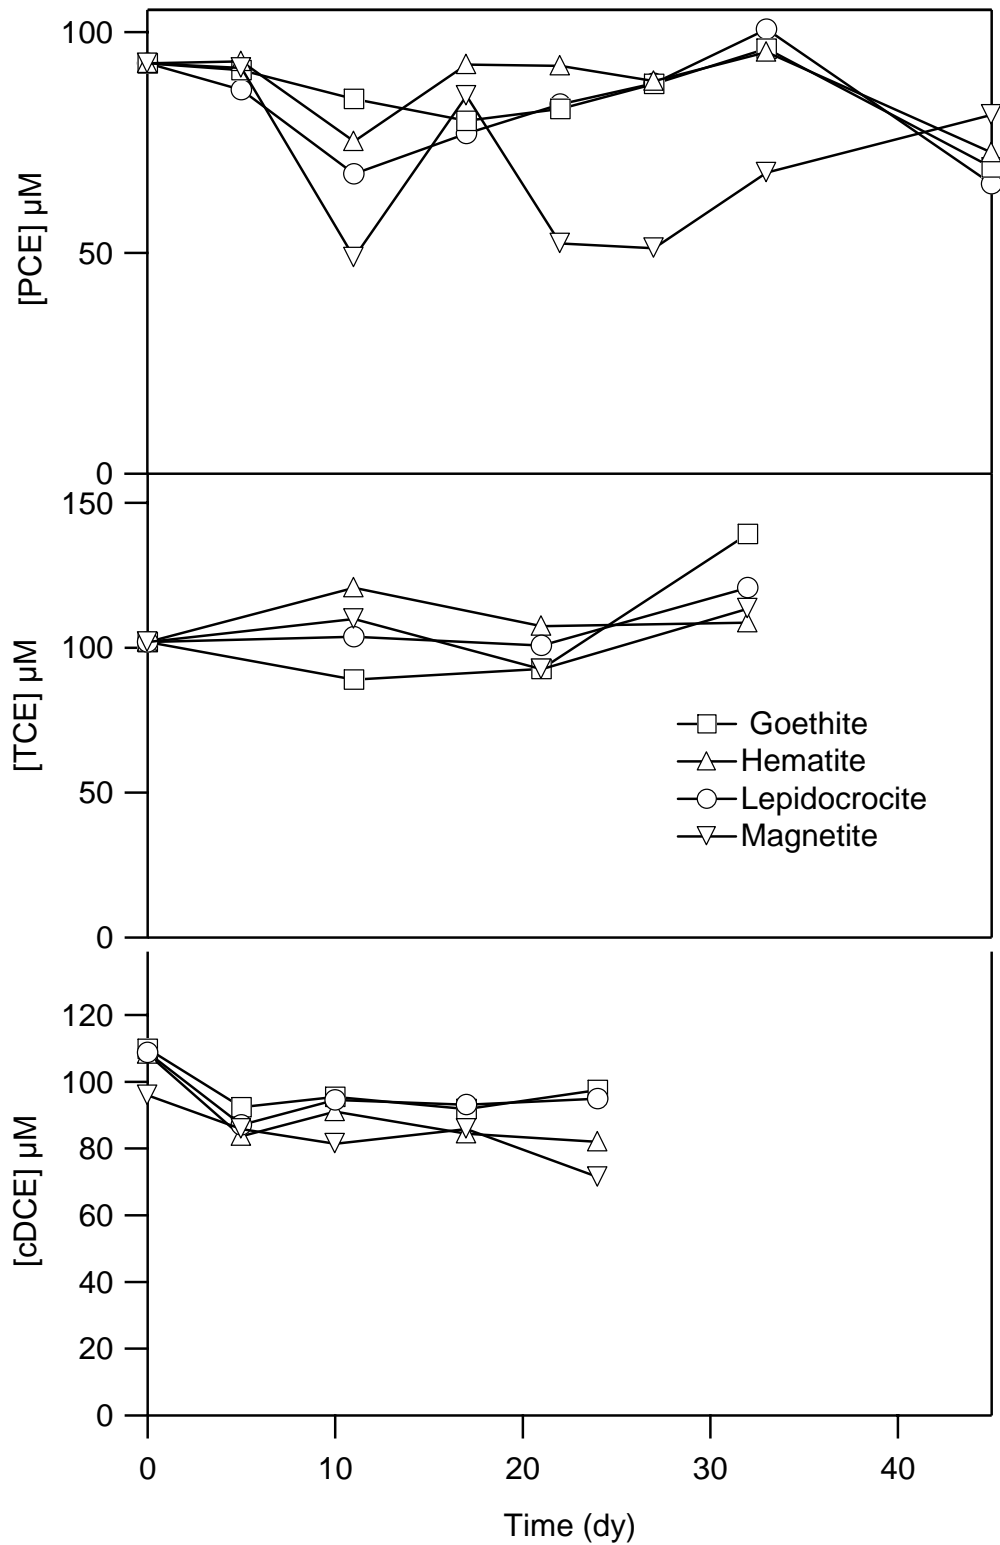 100
50
0
[PCE] µM
150
100
50
0
[TCE] µM
Goethite
Hematite
Lepidocrocite
Magnetite
120
100
80
60
40
20
0
[cDCE] µM
0 10 20 30 40
Time (dy)